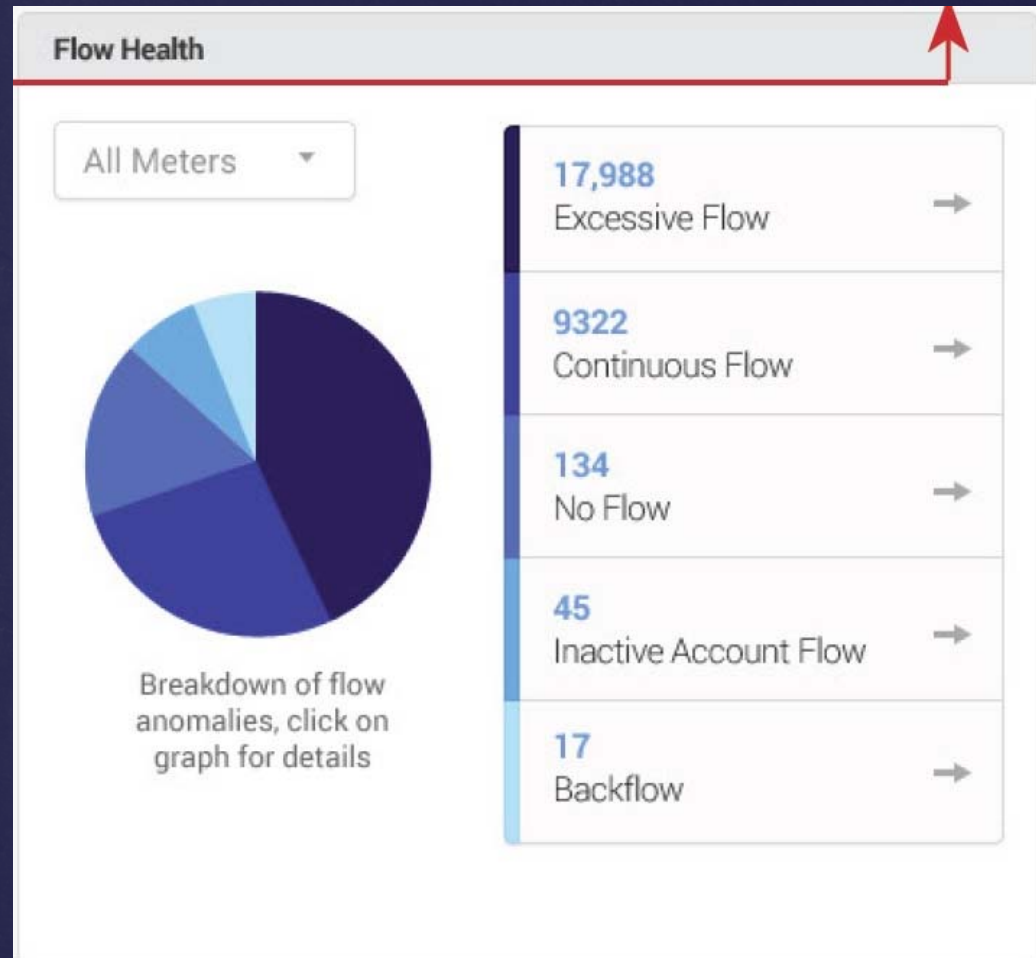 Flow Health
All Meters
Breakdown of flow
anomalies, click on
graph for details
17,988
Excessive Flow
9322
Continuous Flow
134
No Flow
45
Inactive Account Flow
17
Backflow